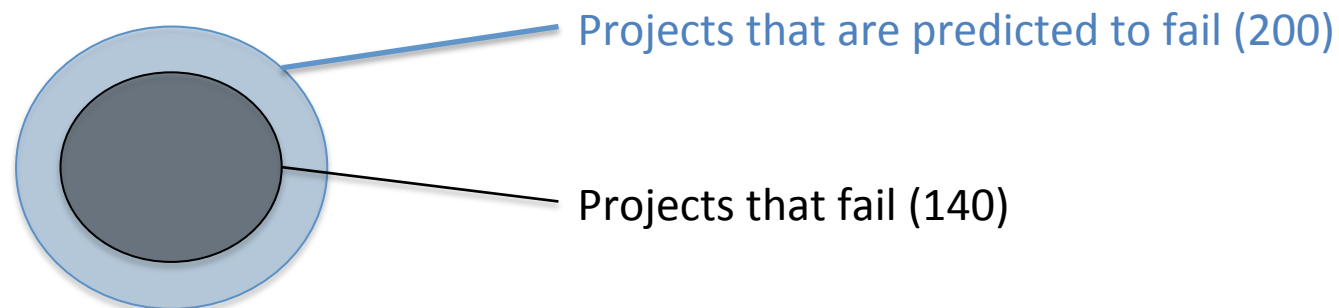 Projects that are predicted to fail (200)
Projects that fail (140)